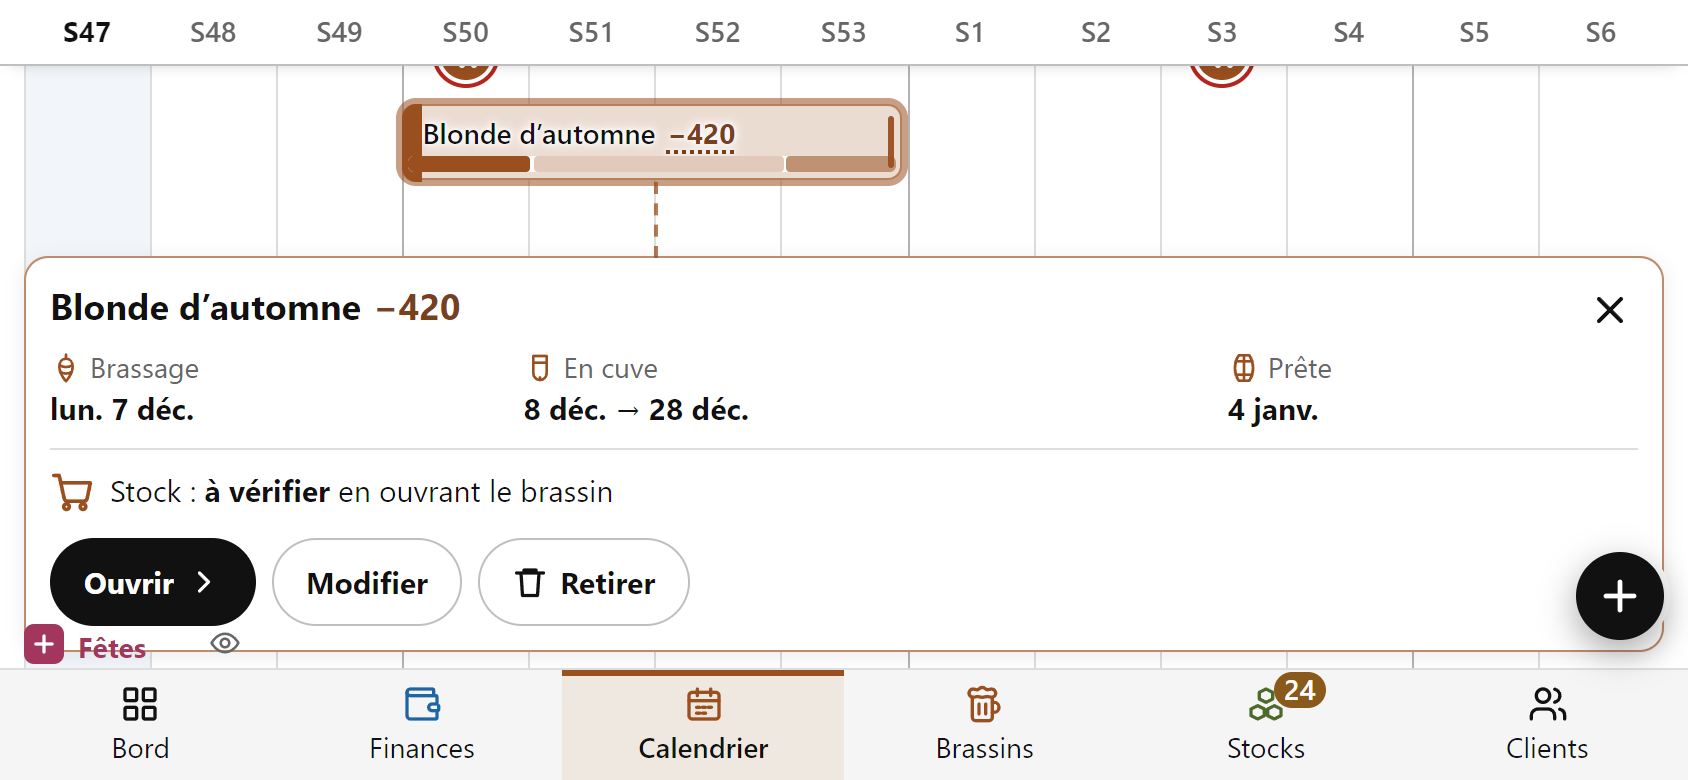 S47 S48 S49 S50 S51 S52 S53 S1 S2 S3 S4 S5 S6
Blonde d’automne −420
Blonde d’automne −420
Brassage En cuve Prête
lun. 7 déc. 8 déc. → 28 déc. 4 janv.
Stock : à vérifier en ouvrant le brassin
Ouvrir Modifier Retirer
Fêtes
24
Bord Finances Calendrier Brassins Stocks Clients